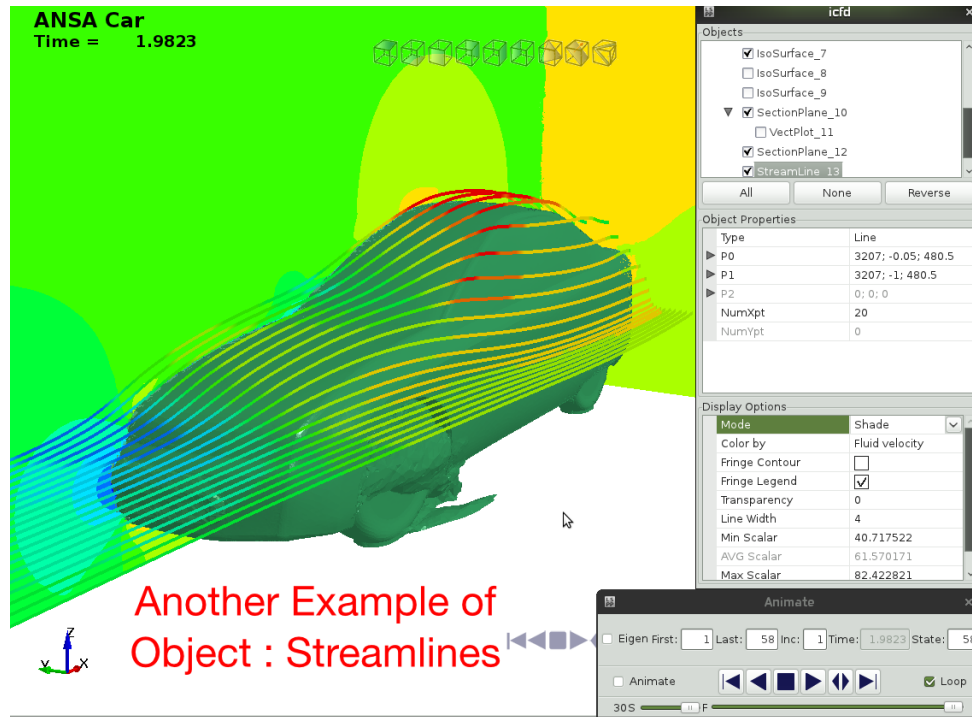 ANSA Car
Time =    1.9823
icfd
Objects
IsoSurface_7
IsoSurface_8
IsoSurface_9
SectionPlane_10
VectPlot_11
SectionPlane_12
StreamLine_13
All None Reverse
Object Properties
Type Line
P0 3207; -0.05; 480.5
P1 3207; -1; 480.5
P2 0; 0; 0
NumXpt 20
NumYpt 0
Display Options
Mode Shade
Color by Fluid velocity
Fringe Contour
Fringe Legend
Transparency 0
Line Width 4
Min Scalar 40.717522
AVG Scalar 61.570171
Max Scalar 82.422821
Another Example of
Object : Streamlines
Z
Y X
Animate
Eigen First: 1 Last: 58 Inc: 1 Time: 1.9823 State:
Animate Loop
30S F